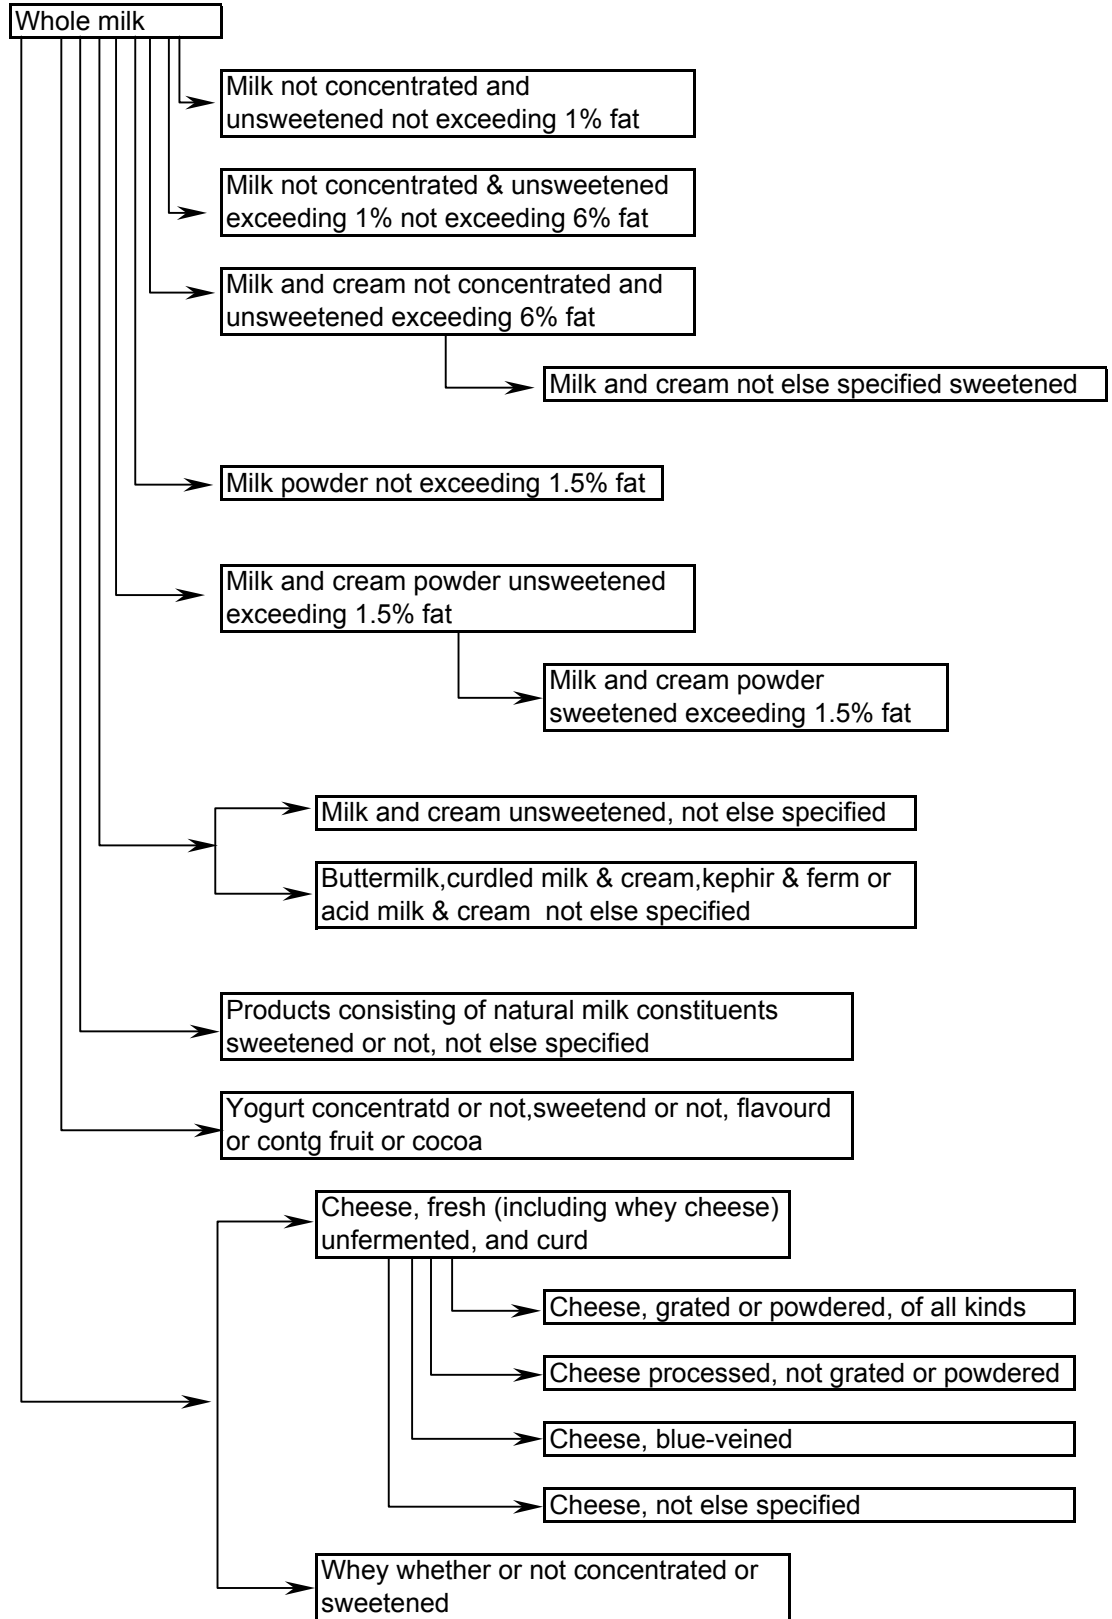 Whole milk
Milk not concentrated and
unsweetened not exceeding 1% fat
Milk not concentrated & unsweetened
exceeding 1% not exceeding 6% fat
Milk and cream not concentrated and
unsweetened exceeding 6% fat
Milk and cream not else specified sweetened
Milk powder not exceeding 1.5% fat
Milk and cream powder unsweetened
exceeding 1.5% fat
Milk and cream powder
sweetened exceeding 1.5% fat
Milk and cream unsweetened, not else specified
Buttermilk,curdled milk & cream,kephir & ferm or
acid milk & cream  not else specified
Products consisting of natural milk constituents
sweetened or not, not else specified
Yogurt concentratd or not,sweetend or not, flavourd
or contg fruit or cocoa
Cheese, fresh (including whey cheese)
unfermented, and curd
Cheese, grated or powdered, of all kinds
Cheese processed, not grated or powdered
Cheese, blue-veined
Cheese, not else specified
Whey whether or not concentrated or
sweetened